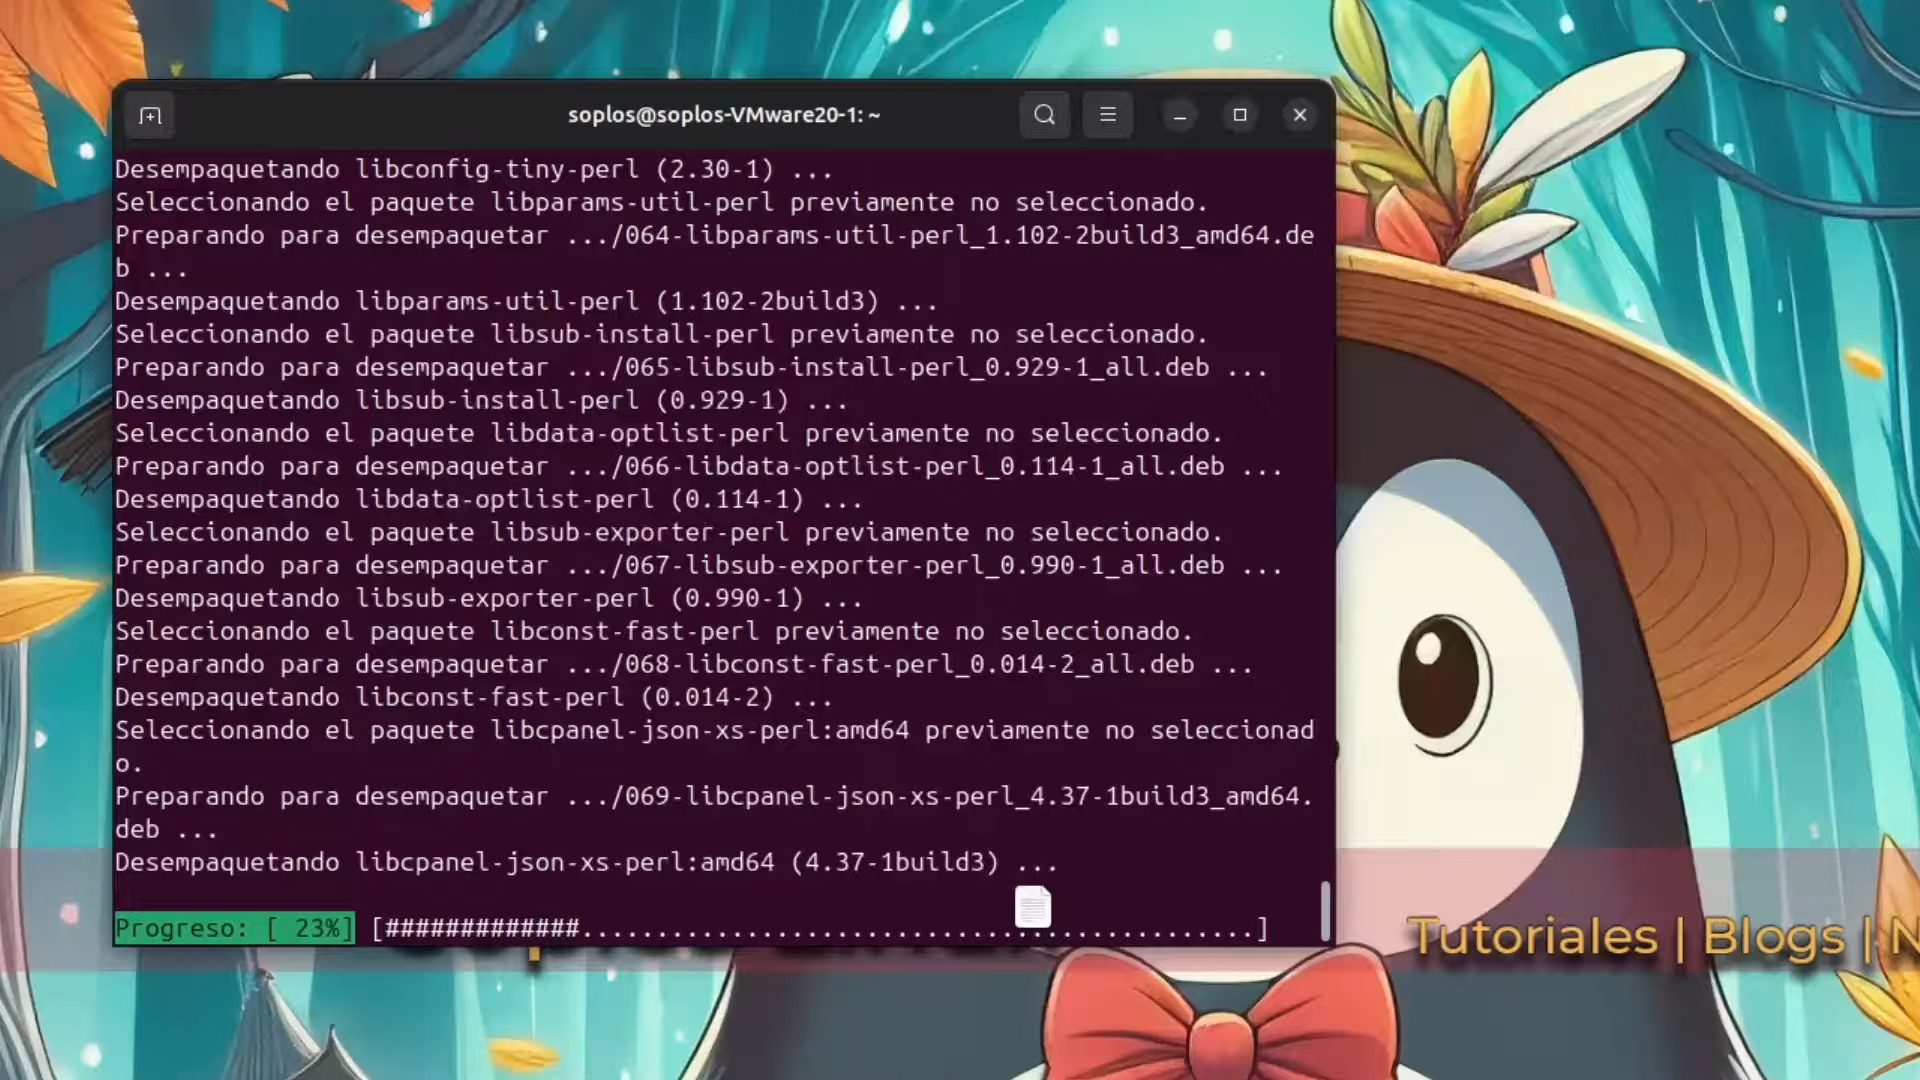 soplos@soplos-VMware20-1: ~
Desempaquetando libconfig-tiny-perl (2.30-1) ...
Seleccionando el paquete libparams-util-perl previamente no seleccionado.
Preparando para desempaquetar .../064-libparams-util-perl_1.102-2build3_amd64.de
b ...
Desempaquetando libparams-util-perl (1.102-2build3) ...
Seleccionando el paquete libsub-install-perl previamente no seleccionado.
Preparando para desempaquetar .../065-libsub-install-perl_0.929-1_all.deb ...
Desempaquetando libsub-install-perl (0.929-1) ...
Seleccionando el paquete libdata-optlist-perl previamente no seleccionado.
Preparando para desempaquetar .../066-libdata-optlist-perl_0.114-1_all.deb ...
Desempaquetando libdata-optlist-perl (0.114-1) ...
Seleccionando el paquete libsub-exporter-perl previamente no seleccionado.
Preparando para desempaquetar .../067-libsub-exporter-perl_0.990-1_all.deb ...
Desempaquetando libsub-exporter-perl (0.990-1) ...
Seleccionando el paquete libconst-fast-perl previamente no seleccionado.
Preparando para desempaquetar .../068-libconst-fast-perl_0.014-2_all.deb ...
Desempaquetando libconst-fast-perl (0.014-2) ...
Seleccionando el paquete libcpanel-json-xs-perl:amd64 previamente no seleccionad
o.
Preparando para desempaquetar .../069-libcpanel-json-xs-perl_4.37-1build3_amd64.
deb ...
Desempaquetando libcpanel-json-xs-perl:amd64 (4.37-1build3) ...
Progreso: [ 23%] [#############.............................................]
Tutoriales | Blogs | N